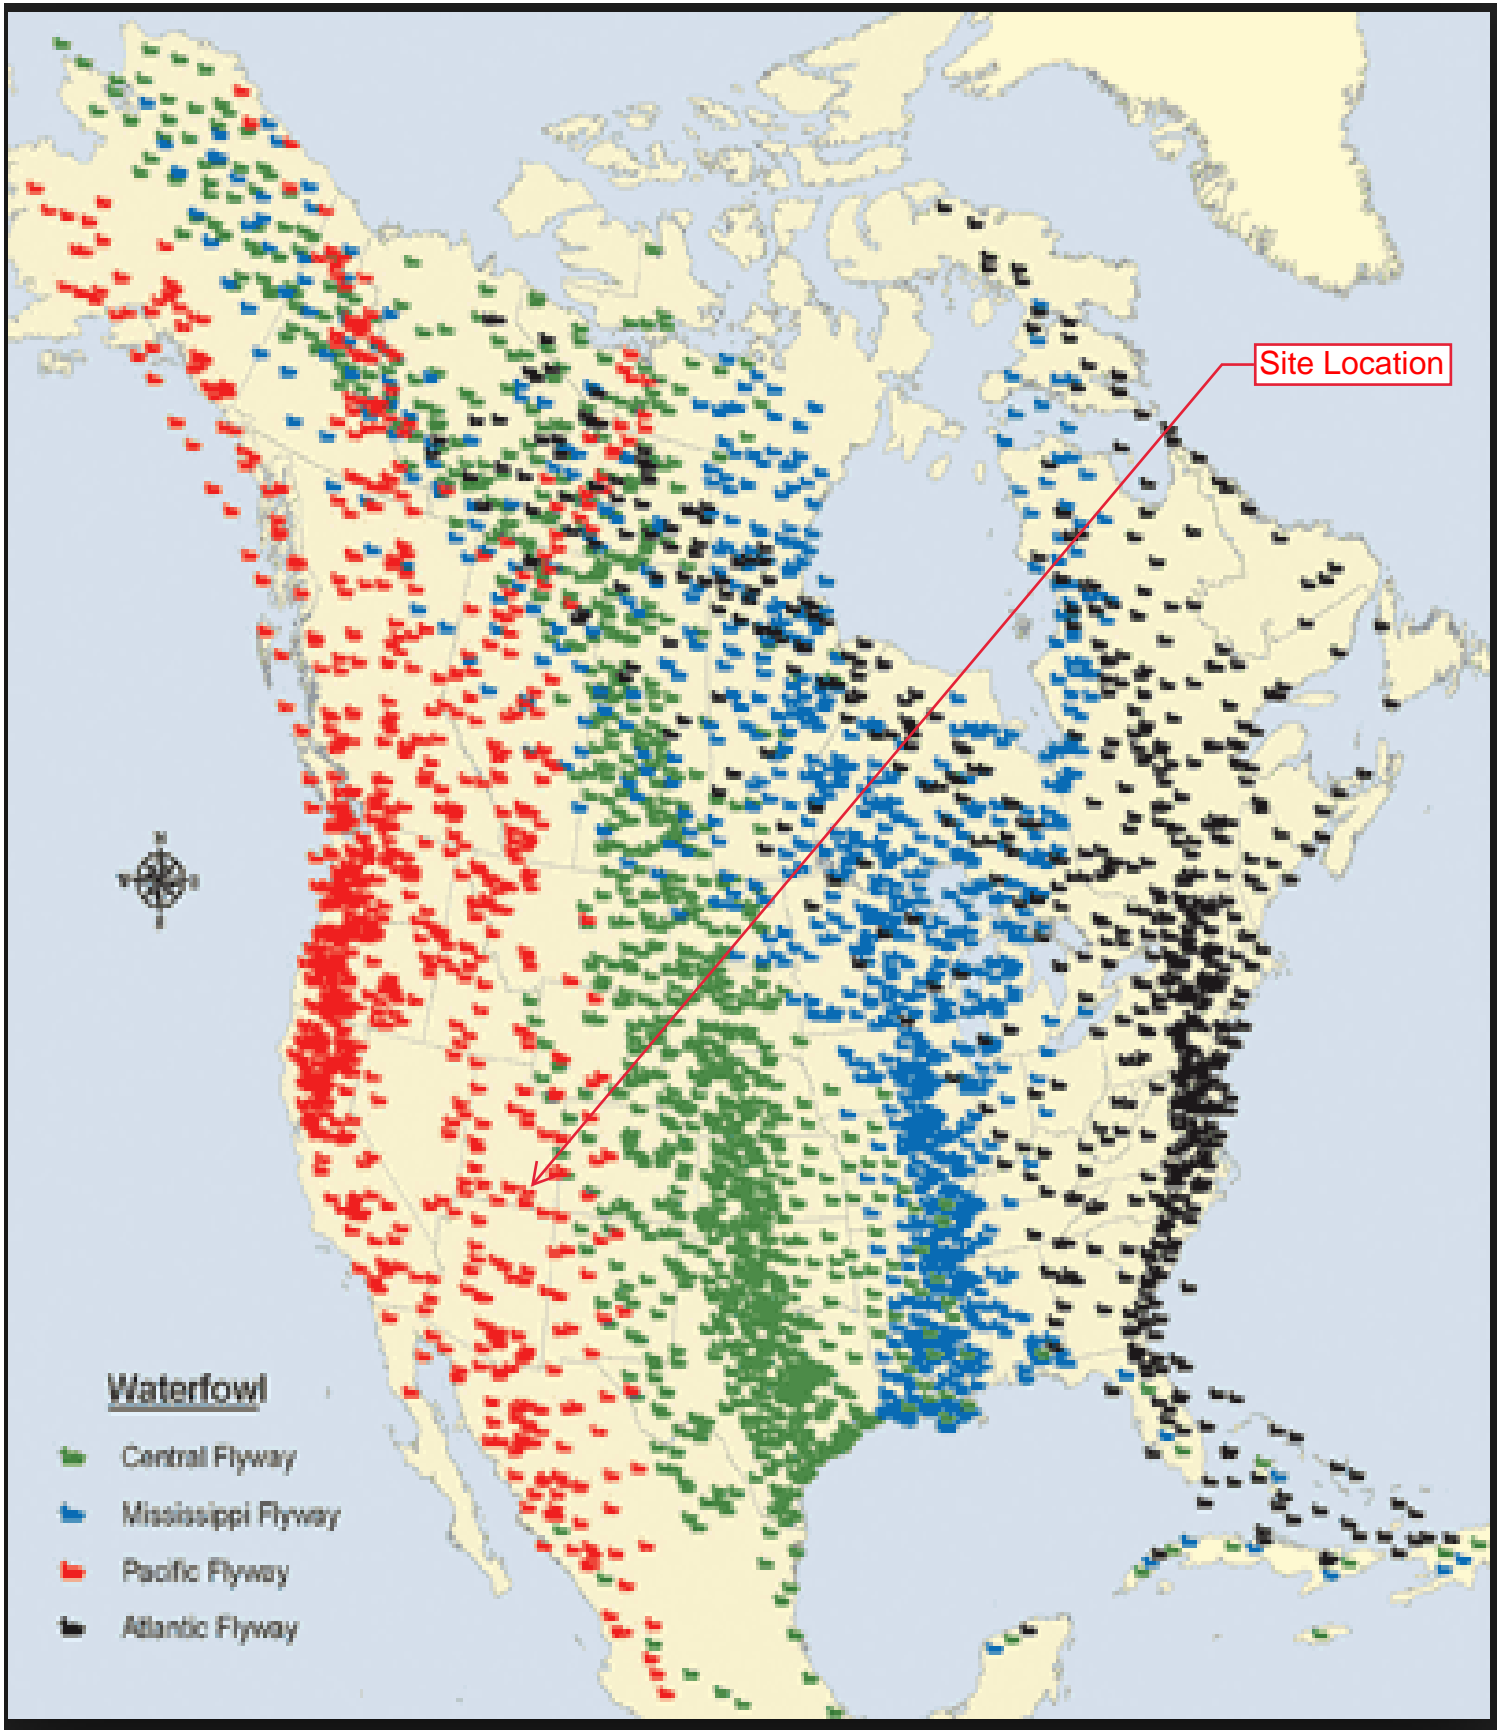 Site Location
N
Waterfowl
Central Flyway
Mississippi Flyway
Pacific Flyway
Atlantic Flyway